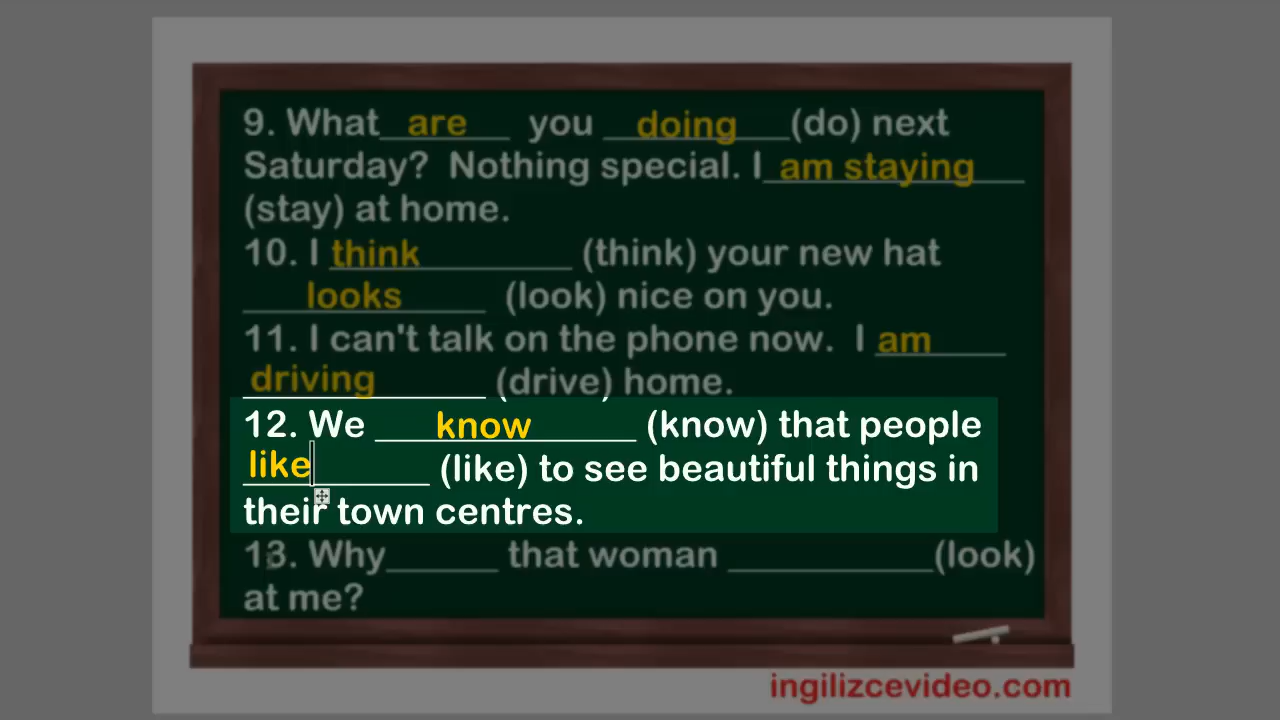 9. What are you doing (do) next
Saturday? Nothing special. I am staying
(stay) at home.
10. I think (think) your new hat
looks (look) nice on you.
11. I can't talk on the phone now. I am
driving (drive) home.
12. We know (know) that people
like (like) to see beautiful things in
their town centres.
13. Why______ that woman ___________(look)
at me?
ingilizcevideo.com